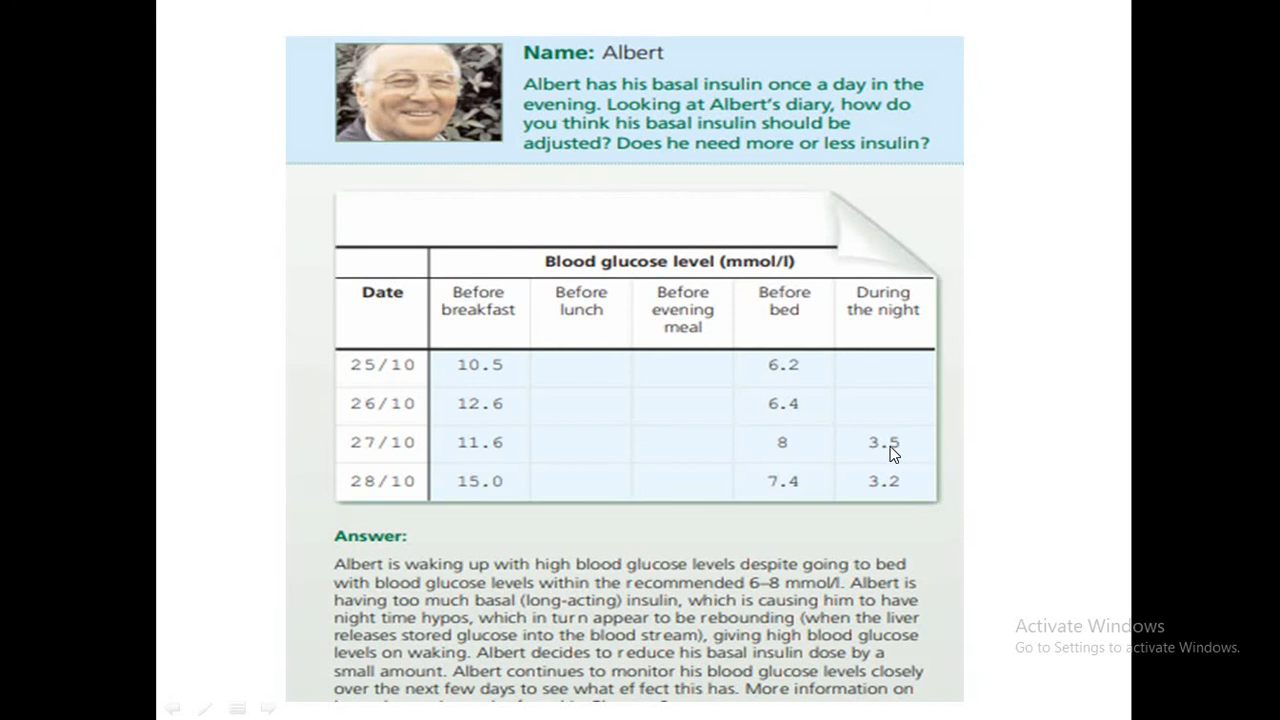 Name: Albert
Albert has his basal insulin once a day in the
evening. Looking at Albert's diary, how do
you think his basal insulin should be
adjusted? Does he need more or less insulin?
Blood glucose level (mmol/l)
Date Before breakfast Before lunch Before evening meal Before bed During the night
25/10 10.5 6.2
26/10 12.6 6.4
27/10 11.6 8 3.5
28/10 15.0 7.4 3.2
Answer:
Albert is waking up with high blood glucose levels despite going to bed
with blood glucose levels within the recommended 6–8 mmol/l. Albert is
having too much basal (long-acting) insulin, which is causing him to have
night time hypos, which in turn appear to be rebounding (when the liver
releases stored glucose into the blood stream), giving high blood glucose
levels on waking. Albert decides to reduce his basal insulin dose by a
small amount. Albert continues to monitor his blood glucose levels closely
over the next few days to see what ef fect this has. More information on
Activate Windows
Go to Settings to activate Windows.